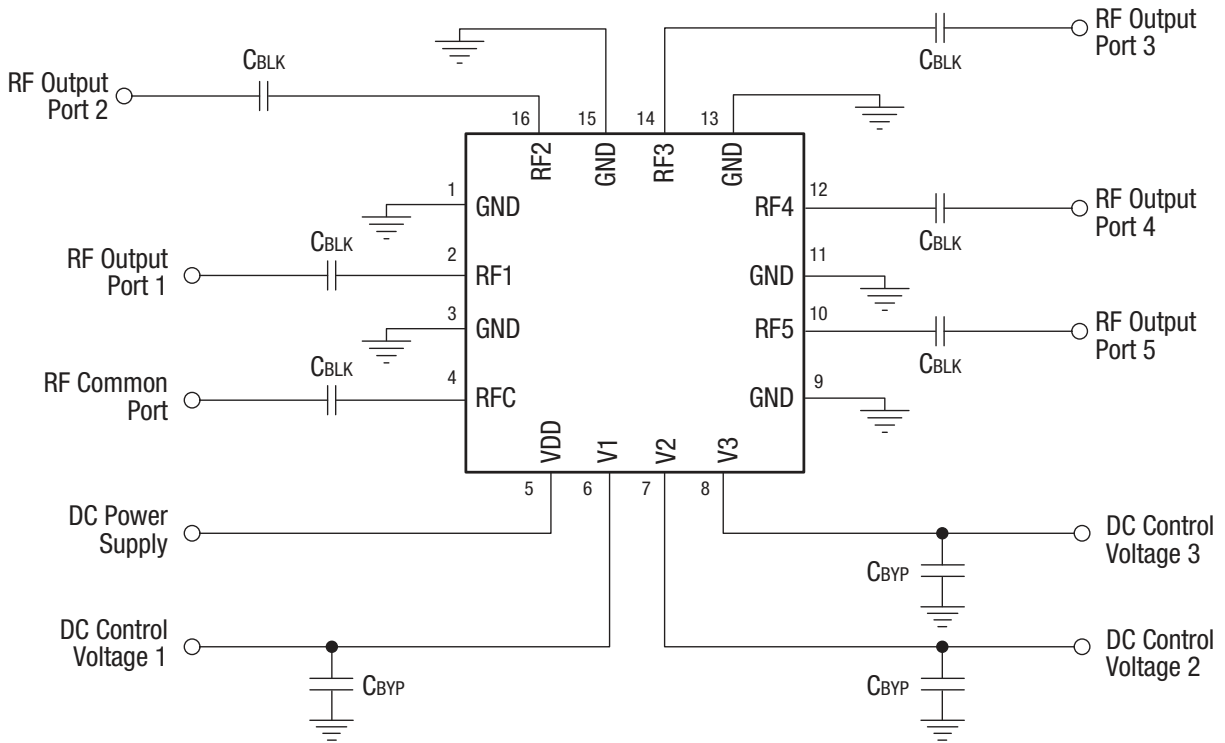 RF Output
Port 3
CBLK
CBLK
RF Output
Port 2
16
15
14
13
RF2
GND
RF3
GND
1
GND
RF4
12
RF Output
Port 4
CBLK
CBLK
RF Output
Port 1
2
RF1
GND
11
3
GND
RF5
10
RF Output
Port 5
CBLK
CBLK
RF Common
Port
4
RFC
GND
9
VDD
V1
V2
V3
5
6
7
8
DC Power
Supply
DC Control
Voltage 3
CBYP
DC Control
Voltage 1
DC Control
Voltage 2
CBYP
CBYP